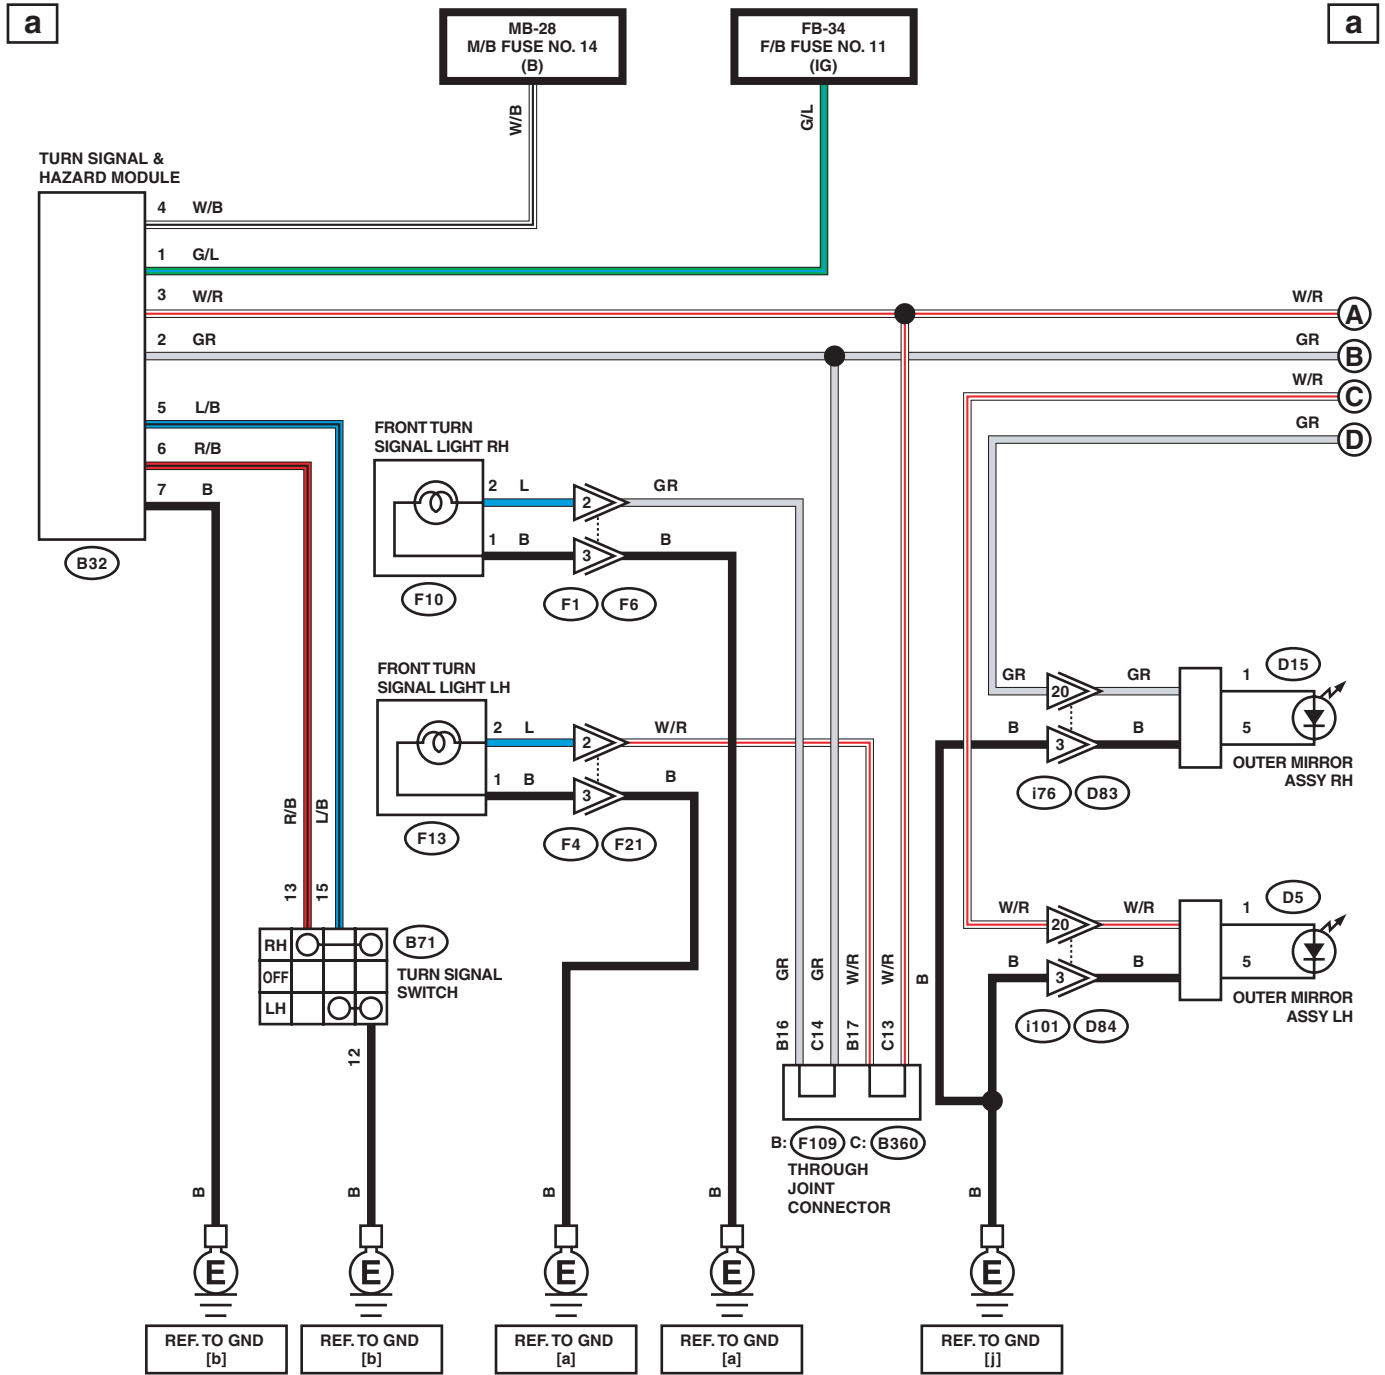 a
a
MB-28
M/B FUSE NO. 14
(B)
FB-34
F/B FUSE NO. 11
(IG)
W/B
G/L
TURN SIGNAL &
HAZARD MODULE
4 W/B
1 G/L
3 W/R
W/R
A
2 GR
GR
B
W/R
C
5 L/B
GR
D
6 R/B
7 B
B32
FRONT TURN
SIGNAL LIGHT RH
2 L 2 GR
1 B 3 B
F10
F1 F6
FRONT TURN
SIGNAL LIGHT LH
2 L 2 W/R
1 B 3 B
F13
F4 F21
D15
GR 20 GR 1
B 3 B 5
OUTER MIRROR
ASSY RH
i76 D83
D5
W/R 20 W/R 1
B 3 B 5
OUTER MIRROR
ASSY LH
i101 D84
R/B
L/B
13
15
RH
OFF
LH
B71
TURN SIGNAL
SWITCH
12
GR
GR
W/R
W/R
B
B16
C14
B17
C13
B: F109 C: B360
THROUGH
JOINT
CONNECTOR
B
B
B
B
B
E
E
E
E
E
REF. TO GND
[b]
REF. TO GND
[b]
REF. TO GND
[a]
REF. TO GND
[a]
REF. TO GND
[j]